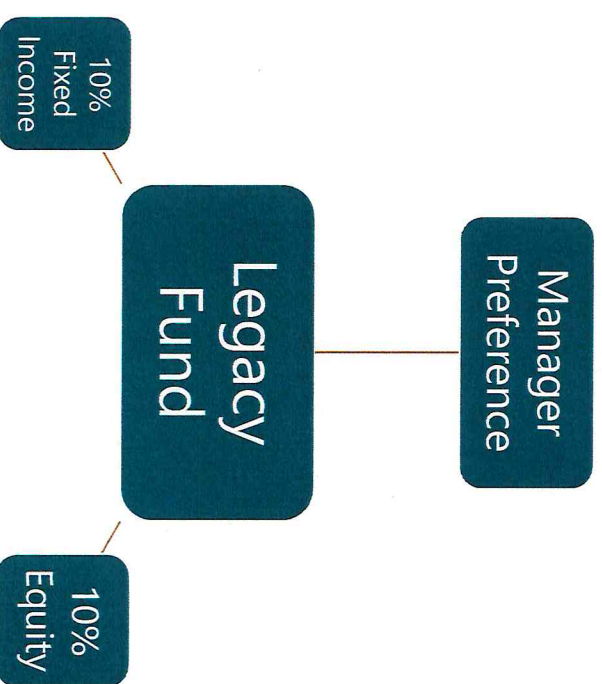 Manager
Preference
Legacy
Fund
10%
Fixed
Income
10%
Equity